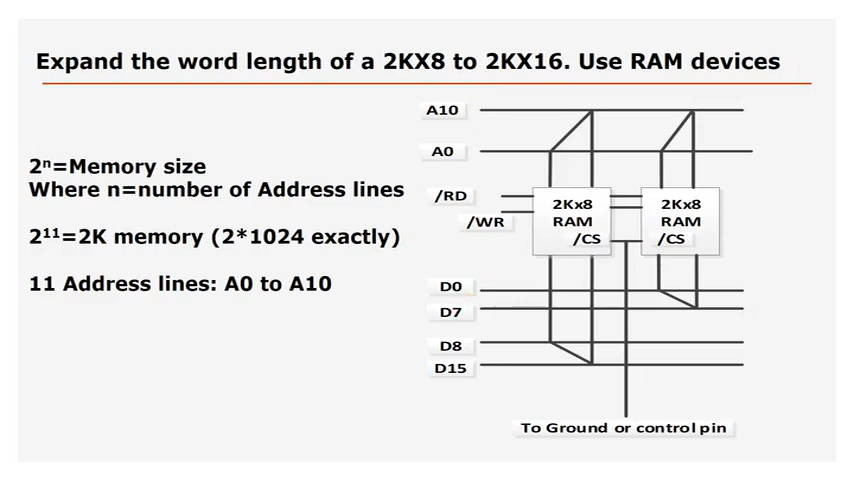 Expand the word length of a 2KX8 to 2KX16. Use RAM devices
2ⁿ=Memory size
Where n=number of Address lines
2¹¹=2K memory (2*1024 exactly)
11 Address lines: A0 to A10
A10
A0
/RD
/WR
2Kx8
RAM
/CS
2Kx8
RAM
/CS
D0
D7
D8
D15
To Ground or control pin